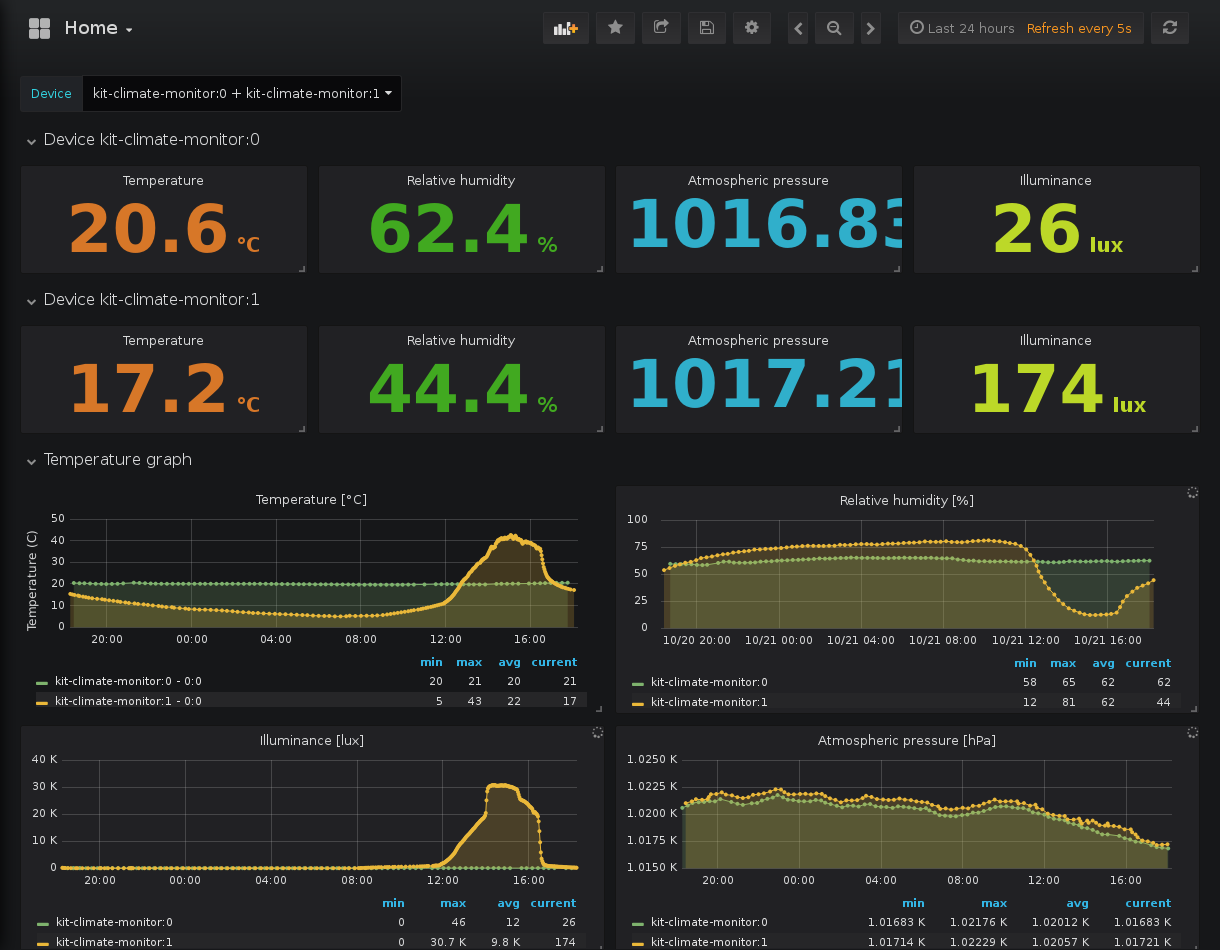 Home
Last 24 hours Refresh every 5s
Device kit-climate-monitor:0 + kit-climate-monitor:1
Device kit-climate-monitor:0
Temperature Relative humidity Atmospheric pressure Illuminance
20.6 °C 62.4 % 1016.83 26 lux
Device kit-climate-monitor:1
Temperature Relative humidity Atmospheric pressure Illuminance
17.2 °C 44.4 % 1017.21 174 lux
Temperature graph
Temperature [°C]
Temperature (C)
50
40
30
20
10
0
20:00 00:00 04:00 08:00 12:00 16:00
min max avg current
kit-climate-monitor:0 - 0:0 20 21 20 21
kit-climate-monitor:1 - 0:0 5 43 22 17
Relative humidity [%]
100
75
50
25
0
10/20 20:00 10/21 00:00 10/21 04:00 10/21 08:00 10/21 12:00 10/21 16:00
min max avg current
kit-climate-monitor:0 58 65 62 62
kit-climate-monitor:1 12 81 62 44
Illuminance [lux]
40 K
30 K
20 K
10 K
0
20:00 00:00 04:00 08:00 12:00 16:00
min max avg current
kit-climate-monitor:0 0 46 12 26
kit-climate-monitor:1 0 30.7 K 9.8 K 174
Atmospheric pressure [hPa]
1.0250 K
1.0225 K
1.0200 K
1.0175 K
1.0150 K
20:00 00:00 04:00 08:00 12:00 16:00
min max avg current
kit-climate-monitor:0 1.01683 K 1.02176 K 1.02012 K 1.01683 K
kit-climate-monitor:1 1.01714 K 1.02229 K 1.02057 K 1.01721 K